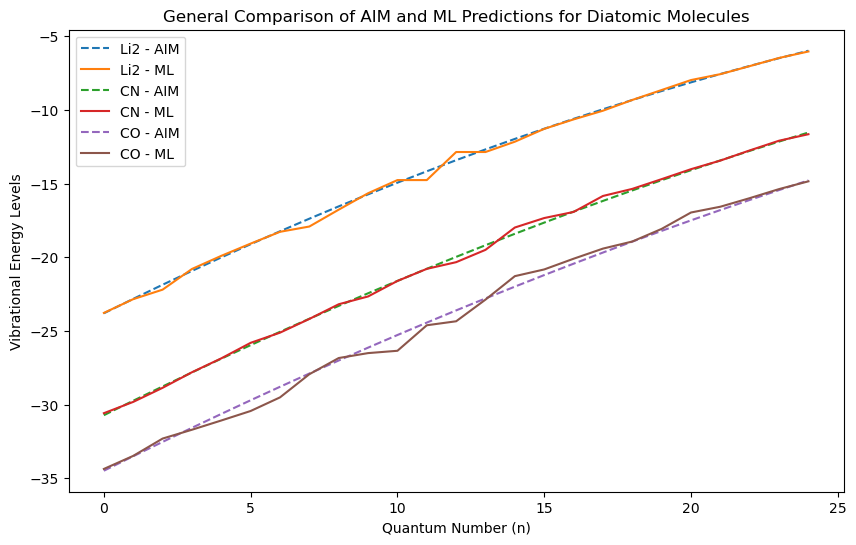 General Comparison of AIM and ML Predictions for Diatomic Molecules
Li2 - AIM
Li2 - ML
CN - AIM
CN - ML
CO - AIM
CO - ML
Vibrational Energy Levels
−5
−10
−15
−20
−25
−30
−35
0
5
10
15
20
25
Quantum Number (n)